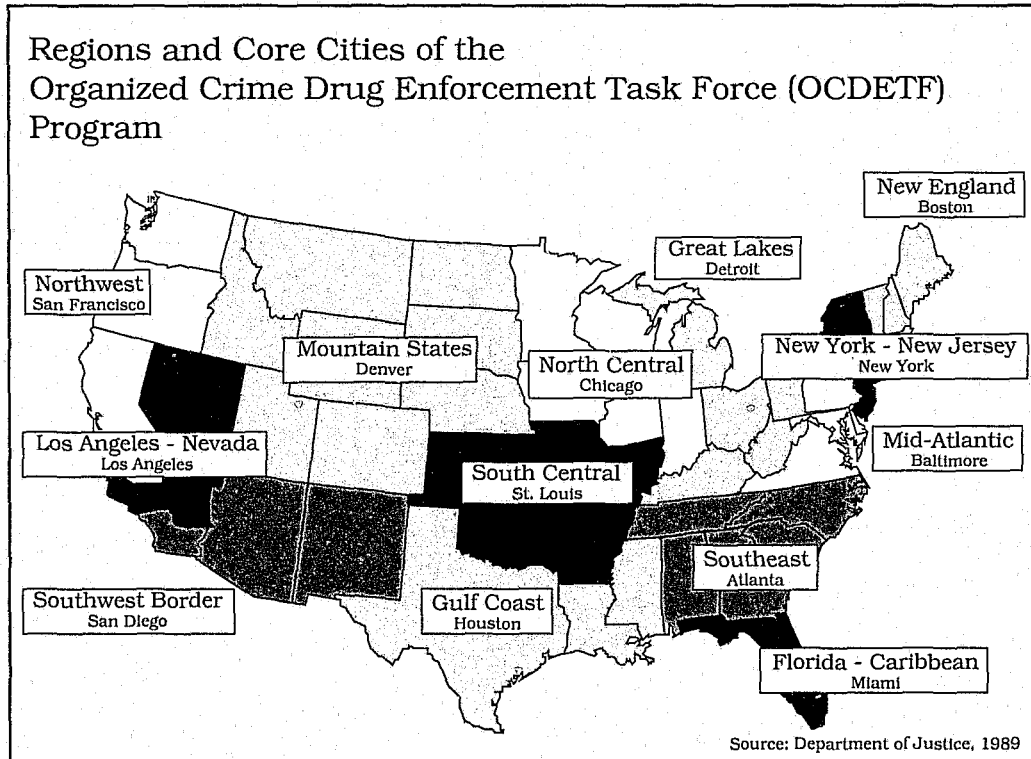 Regions and Core Cities of the
Organized Crime Drug Enforcement Task Force (OCDETF)
Program
New England
Boston
Great Lakes
Detroit
Northwest
San Francisco
Mountain States
Denver
North Central
Chicago
New York - New Jersey
New York
Los Angeles - Nevada
Los Angeles
South Central
St. Louis
Mid-Atlantic
Baltimore
Southeast
Atlanta
Southwest Border
San Diego
Gulf Coast
Houston
Florida - Caribbean
Miami
Source: Department of Justice, 1989